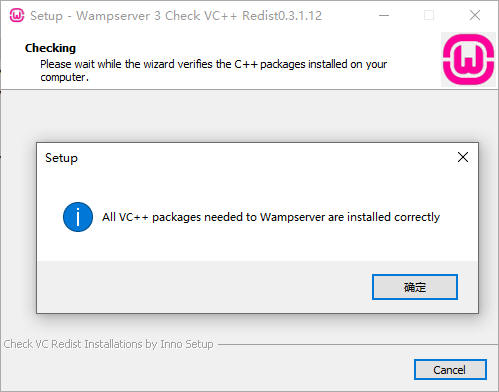 Setup - Wampserver 3 Check VC++ Redist0.3.1.12
Checking
Please wait while the wizard verifies the C++ packages installed on your
computer.
Setup
All VC++ packages needed to Wampserver are installed correctly
确定
Check VC Redist Installations by Inno Setup
Cancel